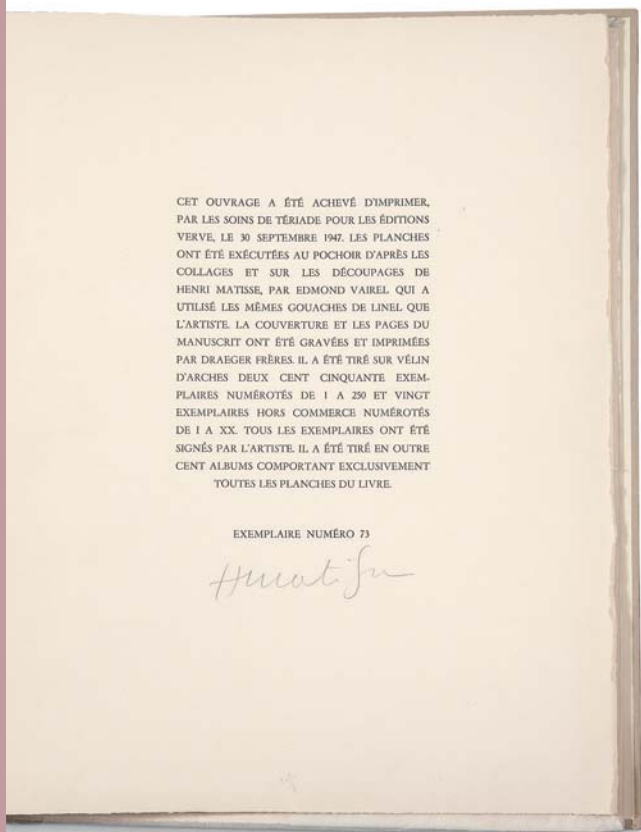 CET OUVRAGE A ÉTÉ ACHEVÉ D'IMPRIMER,
PAR LES SOINS DE TÉRIADE POUR LES ÉDITIONS
VERVE, LE 30 SEPTEMBRE 1947. LES PLANCHES
ONT ÉTÉ EXÉCUTÉES AU POCHOIR D'APRÈS LES
COLLAGES ET SUR LES DÉCOUPAGES DE
HENRI MATISSE, PAR EDMOND VAIREL QUI A
UTILISÉ LES MÊMES GOUACHES DE LINEL QUE
L'ARTISTE. LA COUVERTURE ET LES PAGES DU
MANUSCRIT ONT ÉTÉ GRAVÉES ET IMPRIMÉES
PAR DRAEGER FRÈRES. IL A ÉTÉ TIRÉ SUR VÉLIN
D'ARCHES DEUX CENT CINQUANTE EXEM-
PLAIRES NUMÉROTÉS DE 1 A 250 ET VINGT
EXEMPLAIRES HORS COMMERCE NUMÉROTÉS
DE I A XX. TOUS LES EXEMPLAIRES ONT ÉTÉ
SIGNÉS PAR L'ARTISTE. IL A ÉTÉ TIRÉ EN OUTRE
CENT ALBUMS COMPORTANT EXCLUSIVEMENT
TOUTES LES PLANCHES DU LIVRE.
EXEMPLAIRE NUMÉRO 73
H matisse